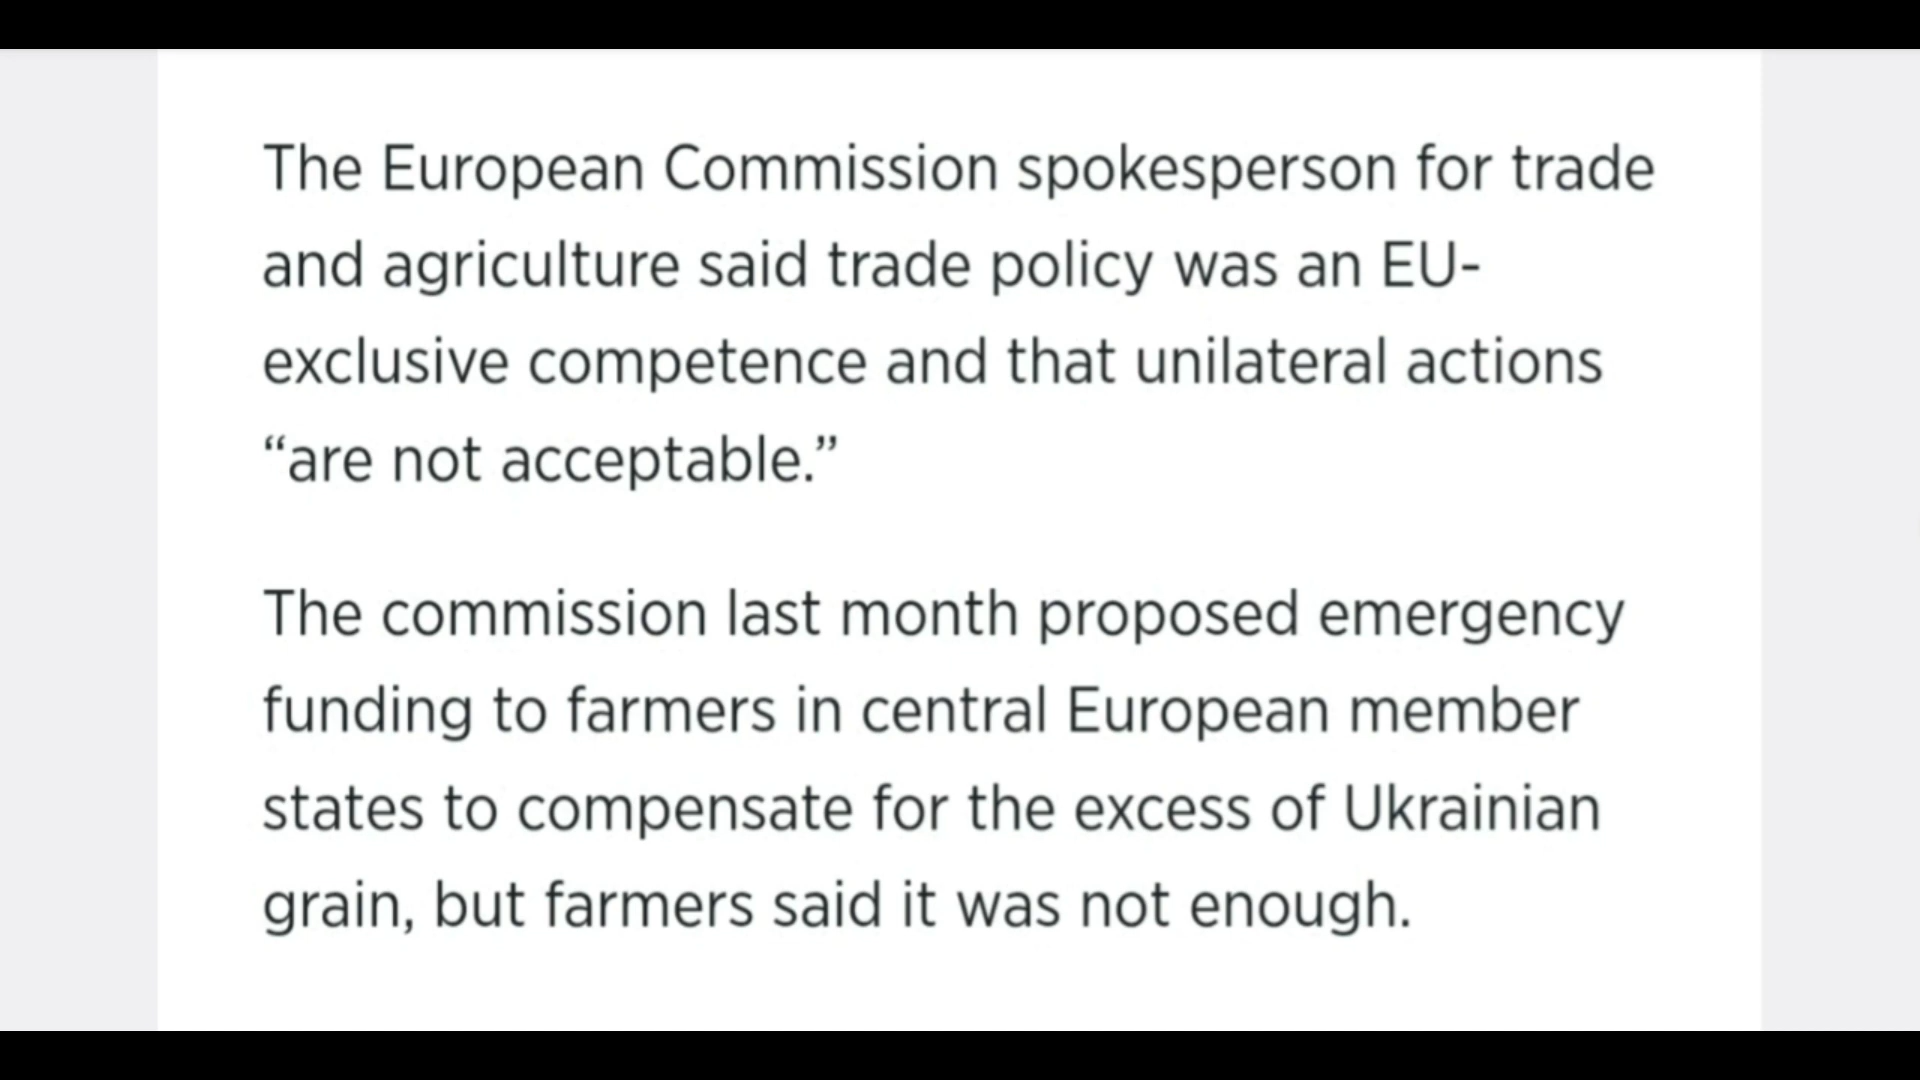 The European Commission spokesperson for trade
and agriculture said trade policy was an EU-
exclusive competence and that unilateral actions
“are not acceptable.”
The commission last month proposed emergency
funding to farmers in central European member
states to compensate for the excess of Ukrainian
grain, but farmers said it was not enough.